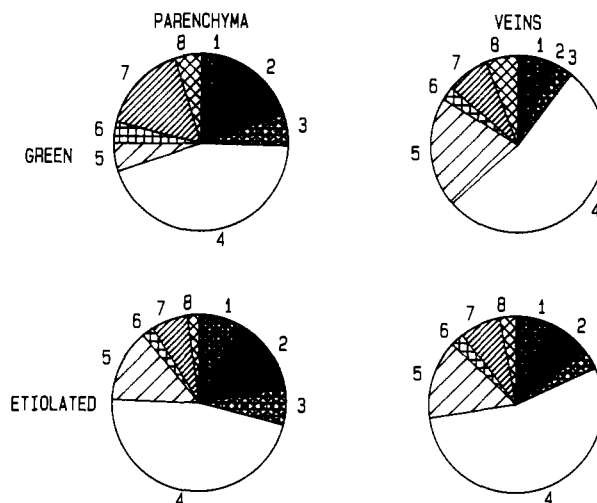 PARENCHYMA VEINS
8 1 8 1
7 2 7 2 3
6 3 6
GREEN 5 5
4 4
7 8 1 7 8 1
6 2 6 2
5 3 5
ETIOLATED
4 4